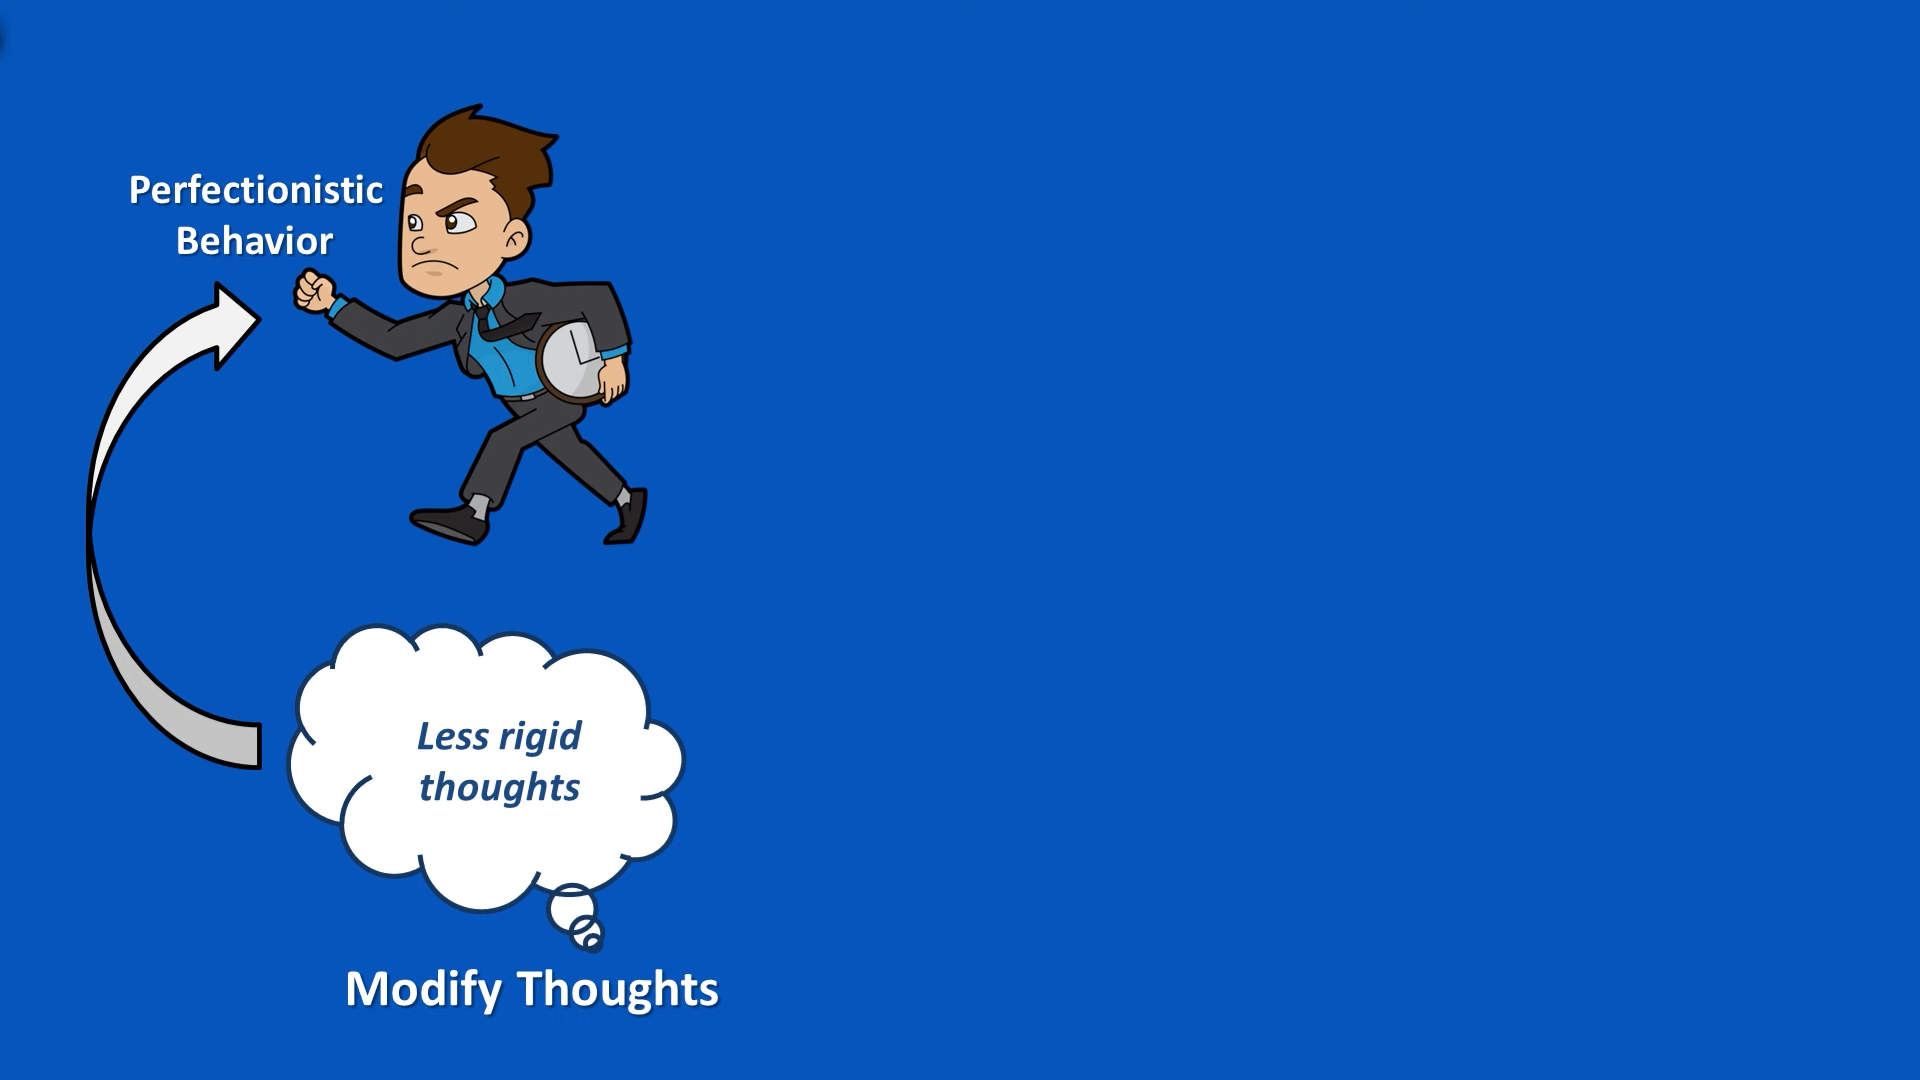 Perfectionistic
Behavior
Less rigid
thoughts
Modify Thoughts